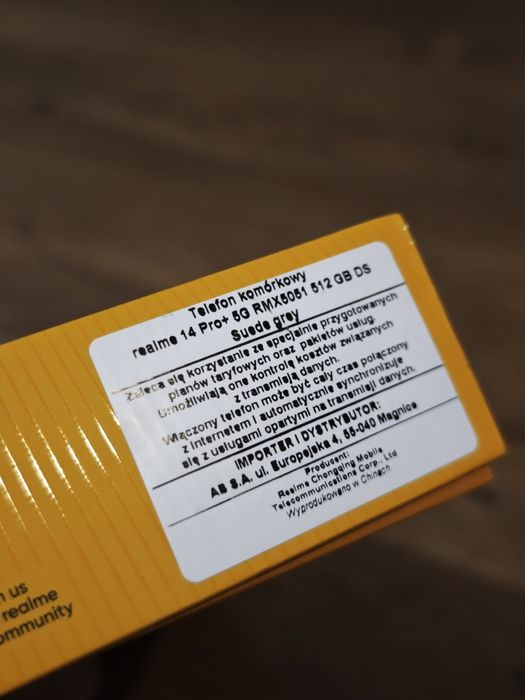 Telefon komórkowy
realme 14 Pro+ 5G RMX5051 512 GB DS
Suede grey
Zaleca się korzystanie ze specjalnie przygotowanych
planów taryfowych oraz pakietów usług.
Umożliwiają one kontrolę kosztów związanych
z transmisją danych.
Włączony telefon może być cały czas połączony
z Internetem i automatycznie synchronizuje
się z usługami opartymi na transmisji danych.
IMPORTER I DYSTRYBUTOR:
AB S.A. ul. Europejska 4, 55-040 Magnice
Producent:
Realme Chongqing Mobile
Telecommunications Corp., Ltd
Wyprodukowano w Chinach
us
realme